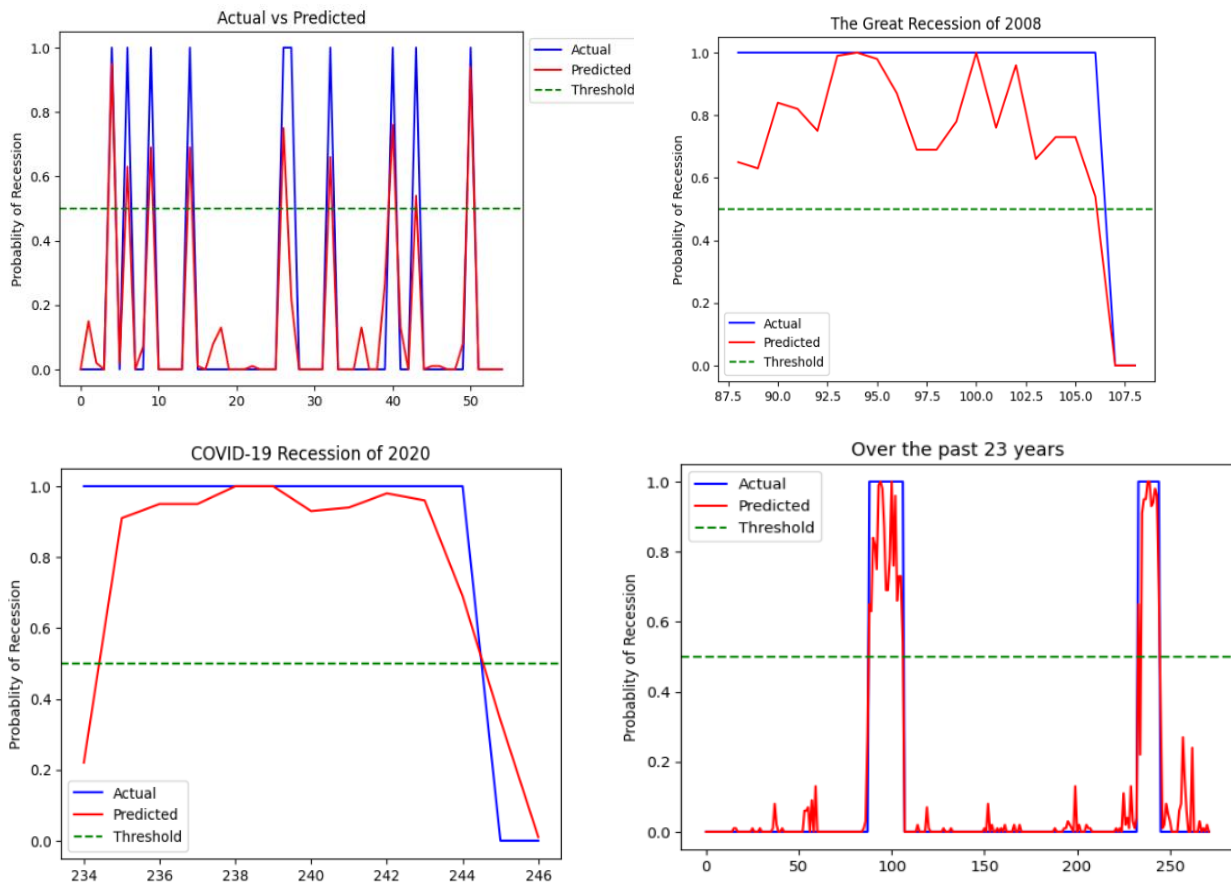 Actual vs Predicted
Probablity of Recession
1.0
0.8
0.6
0.4
0.2
0.0
Actual
Predicted
Threshold
0
10
20
30
40
50
The Great Recession of 2008
Probablity of Recession
1.0
0.8
0.6
0.4
0.2
0.0
Actual
Predicted
Threshold
87.5
90.0
92.5
95.0
97.5
100.0
102.5
105.0
107.5
COVID-19 Recession of 2020
Probablity of Recession
1.0
0.8
0.6
0.4
0.2
0.0
Actual
Predicted
Threshold
234
236
238
240
242
244
246
Over the past 23 years
Probablity of Recession
1.0
0.8
0.6
0.4
0.2
0.0
Actual
Predicted
Threshold
0
50
100
150
200
250